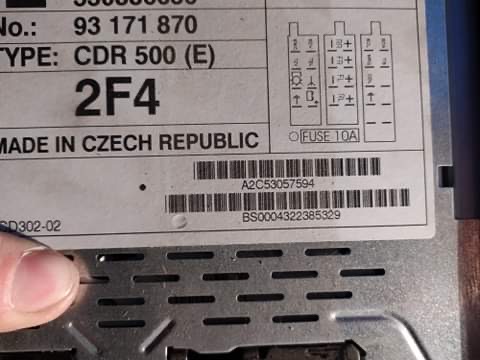 No.: 93 171 870
TYPE: CDR 500 (E)
2F4
MADE IN CZECH REPUBLIC
FUSE 10A
A2C53057594
BS0004322385329
SD302-02